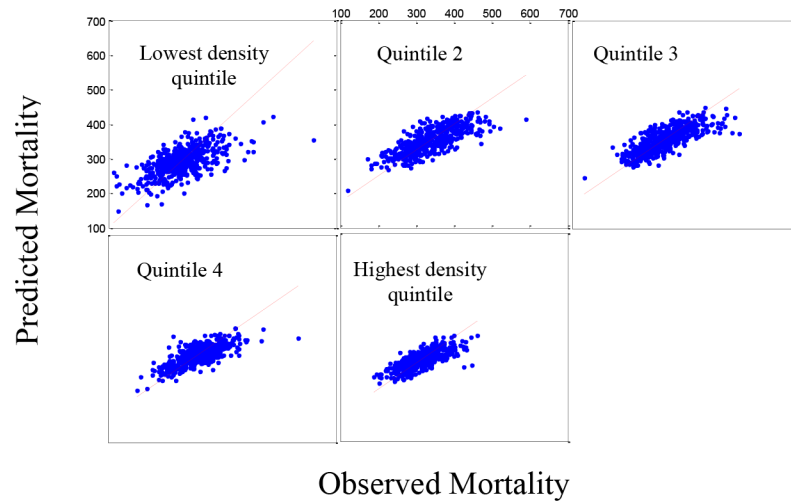 100 200 300 400 500 600 700
700
600
500
400
300
200
100
Lowest density
quintile
Quintile 2
Quintile 3
Quintile 4
Highest density
quintile
Predicted Mortality
Observed Mortality